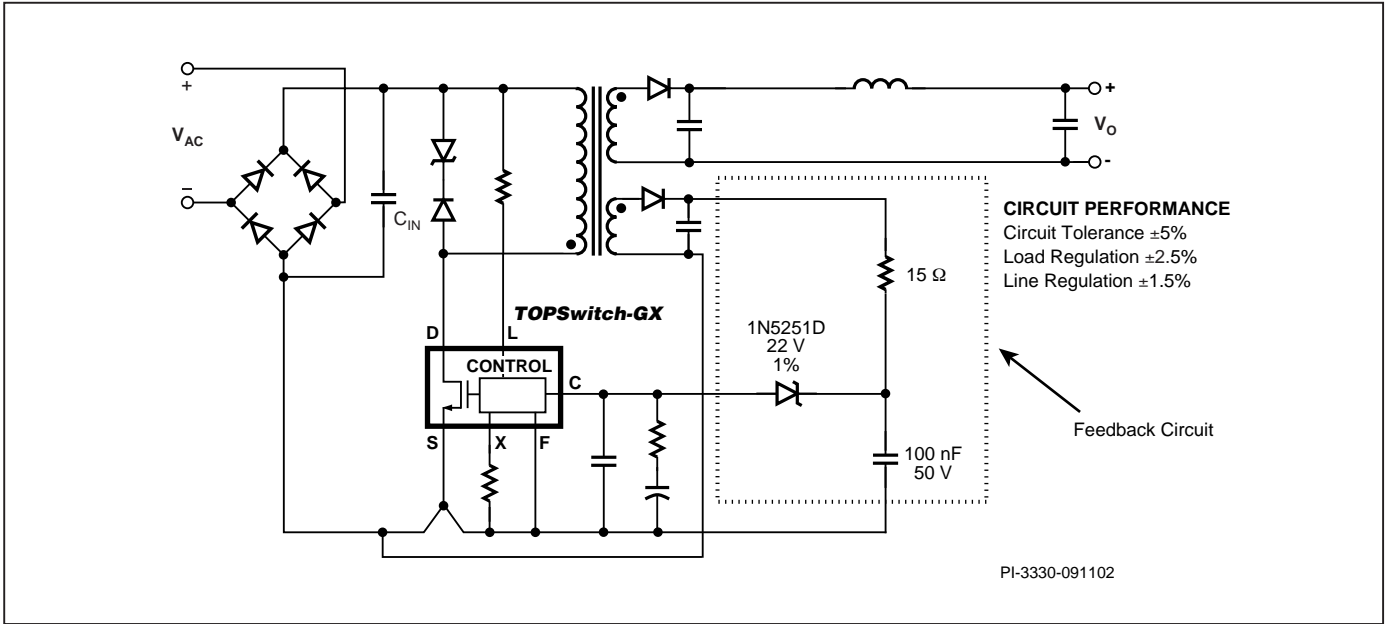 +
V_AC
−
C_IN
+
V_O
-
CIRCUIT PERFORMANCE
Circuit Tolerance ±5%
Load Regulation ±2.5%
Line Regulation ±1.5%
15 Ω
TOPSwitch-GX
D
L
1N5251D
22 V
1%
CONTROL
C
S
X
F
Feedback Circuit
100 nF
50 V
PI-3330-091102